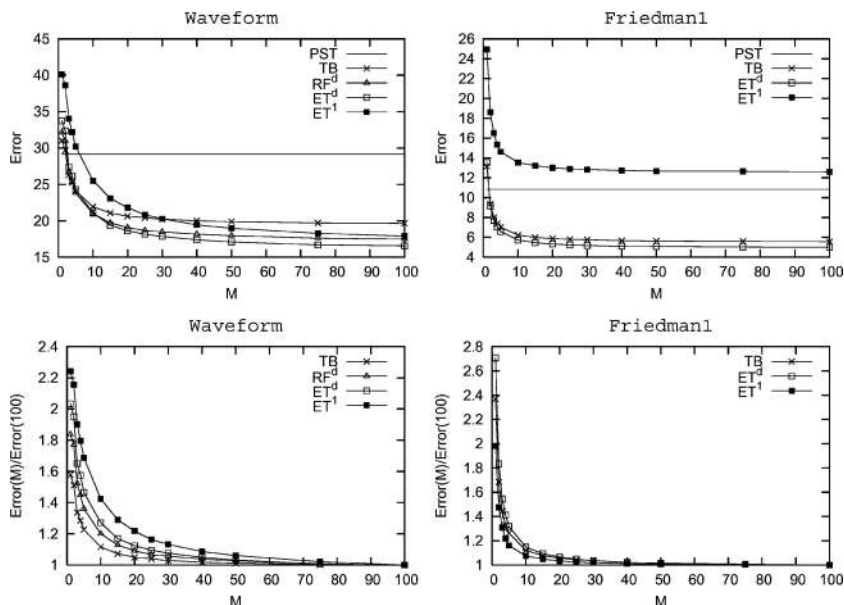 Waveform
45
40
35
30
25
20
15
Error
0 10 20 30 40 50 60 70 80 90 100
M
PST
TB
RF^d
ET^d
ET^1
Friedman1
26
24
22
20
18
16
14
12
10
8
6
4
Error
0 10 20 30 40 50 60 70 80 90 100
M
PST
TB
ET^d
ET^1
Waveform
2.4
2.2
2
1.8
1.6
1.4
1.2
1
Error(M)/Error(100)
0 10 20 30 40 50 60 70 80 90 100
M
TB
RF^d
ET^d
ET^1
Friedman1
2.8
2.6
2.4
2.2
2
1.8
1.6
1.4
1.2
1
Error(M)/Error(100)
0 10 20 30 40 50 60 70 80 90 100
M
TB
ET^d
ET^1